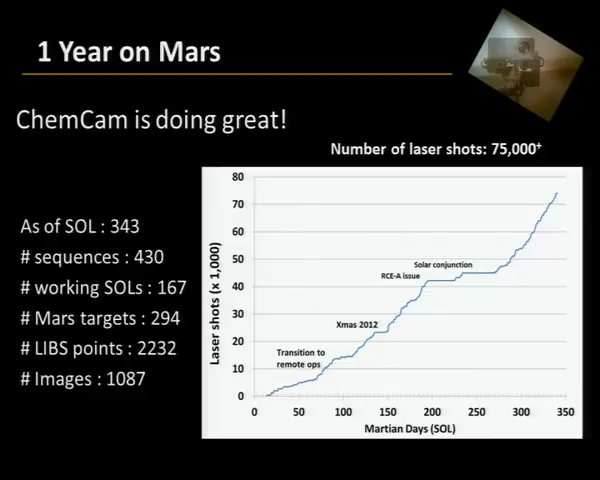 1 Year on Mars
ChemCam is doing great!
Number of laser shots: 75,000+
As of SOL : 343
# sequences : 430
# working SOLs : 167
# Mars targets : 294
# LIBS points : 2232
# Images : 1087
Laser shots (x 1,000)
80
70
60
50
40
30
20
10
0
Solar conjunction
RCE-A issue
Xmas 2012
Transition to
remote ops
0 50 100 150 200 250 300 350
Martian Days (SOL)